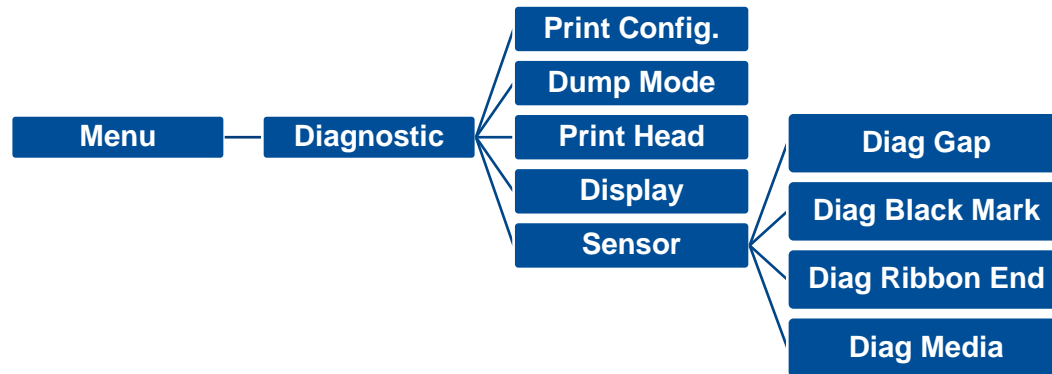 Menu
Diagnostic
Print Config.
Dump Mode
Print Head
Display
Sensor
Diag Gap
Diag Black Mark
Diag Ribbon End
Diag Media